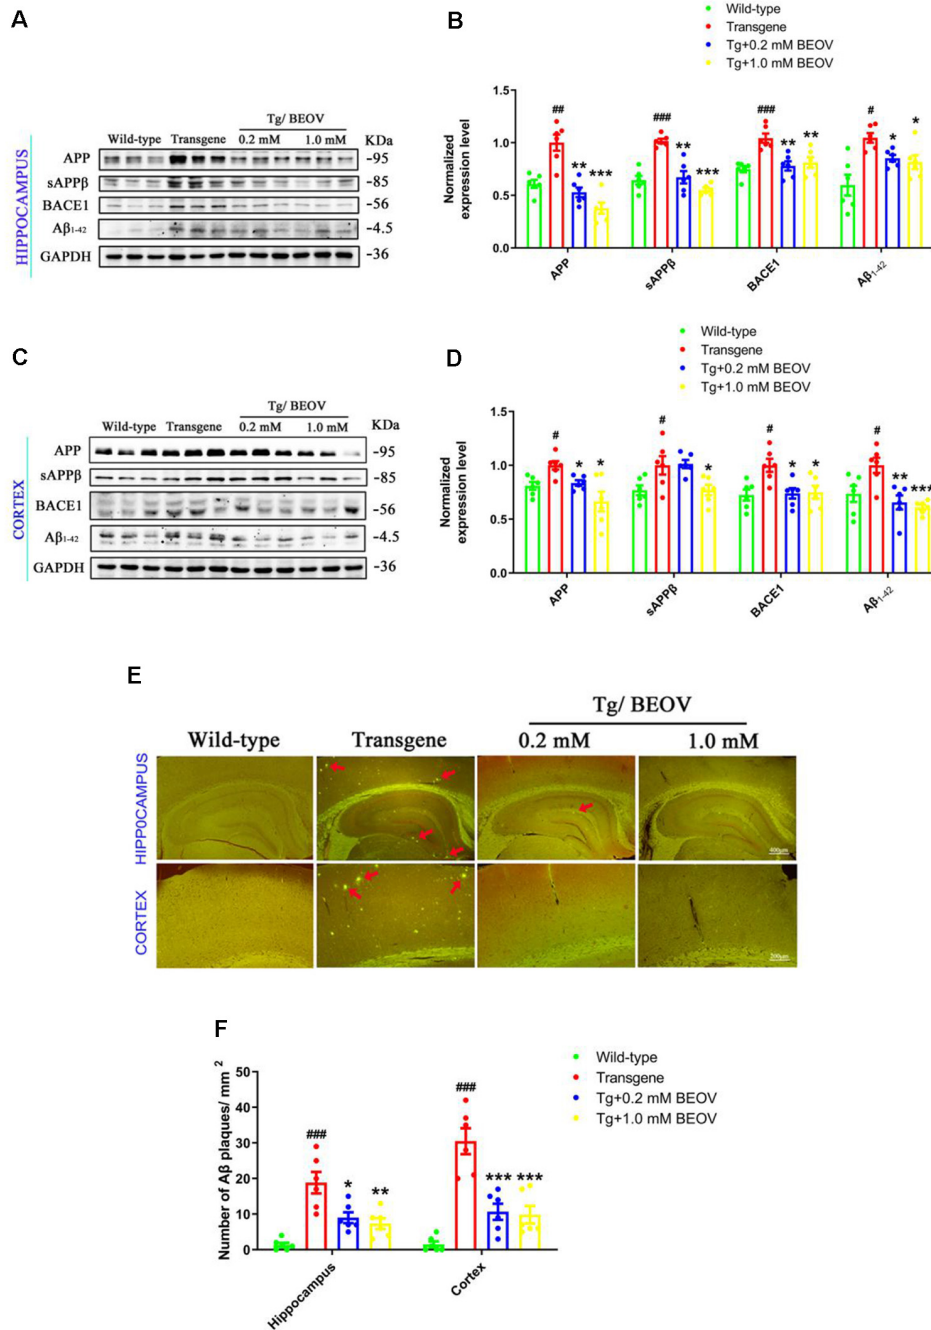 A
HIPPOCAMPUS
Tg/ BEOV
Wild-type Transgene 0.2 mM 1.0 mM KDa
APP -95
sAPPβ -85
BACE1 -56
Aβ1-42 -4.5
GAPDH -36
B
Wild-type
Transgene
Tg+0.2 mM BEOV
Tg+1.0 mM BEOV
Normalized
expression level
1.5
1.0
0.5
0.0
## ** ***
### ** ***
### ** **
# * *
APP sAPPβ BACE1 Aβ1-42
C
CORTEX
Tg/ BEOV
Wild-type Transgene 0.2 mM 1.0 mM KDa
APP -95
sAPPβ -85
BACE1 -56
Aβ1-42 -4.5
GAPDH -36
D
Wild-type
Transgene
Tg+0.2 mM BEOV
Tg+1.0 mM BEOV
Normalized
expression level
1.5
1.0
0.5
0.0
# * *
# *
# * *
# ** ***
APP sAPPβ BACE1 Aβ1-42
E
Tg/ BEOV
Wild-type Transgene 0.2 mM 1.0 mM
HIPP0CAMPUS
400μm
CORTEX
200μm
F
Wild-type
Transgene
Tg+0.2 mM BEOV
Tg+1.0 mM BEOV
Number of Aβ plaques/ mm 2
50
40
30
20
10
0
### * **
### *** ***
Hippocampus Cortex